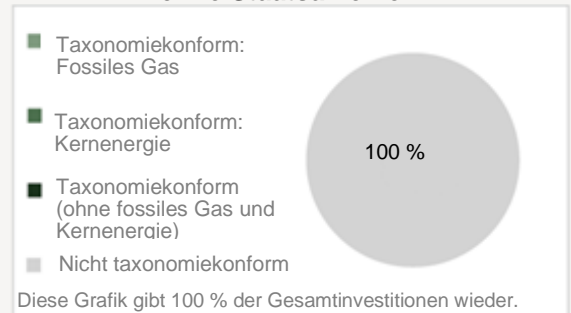 Taxonomiekonform:
Fossiles Gas
Taxonomiekonform:
Kernenergie
Taxonomiekonform
(ohne fossiles Gas und
Kernenergie)
Nicht taxonomiekonform
100 %
Diese Grafik gibt 100 % der Gesamtinvestitionen wieder.